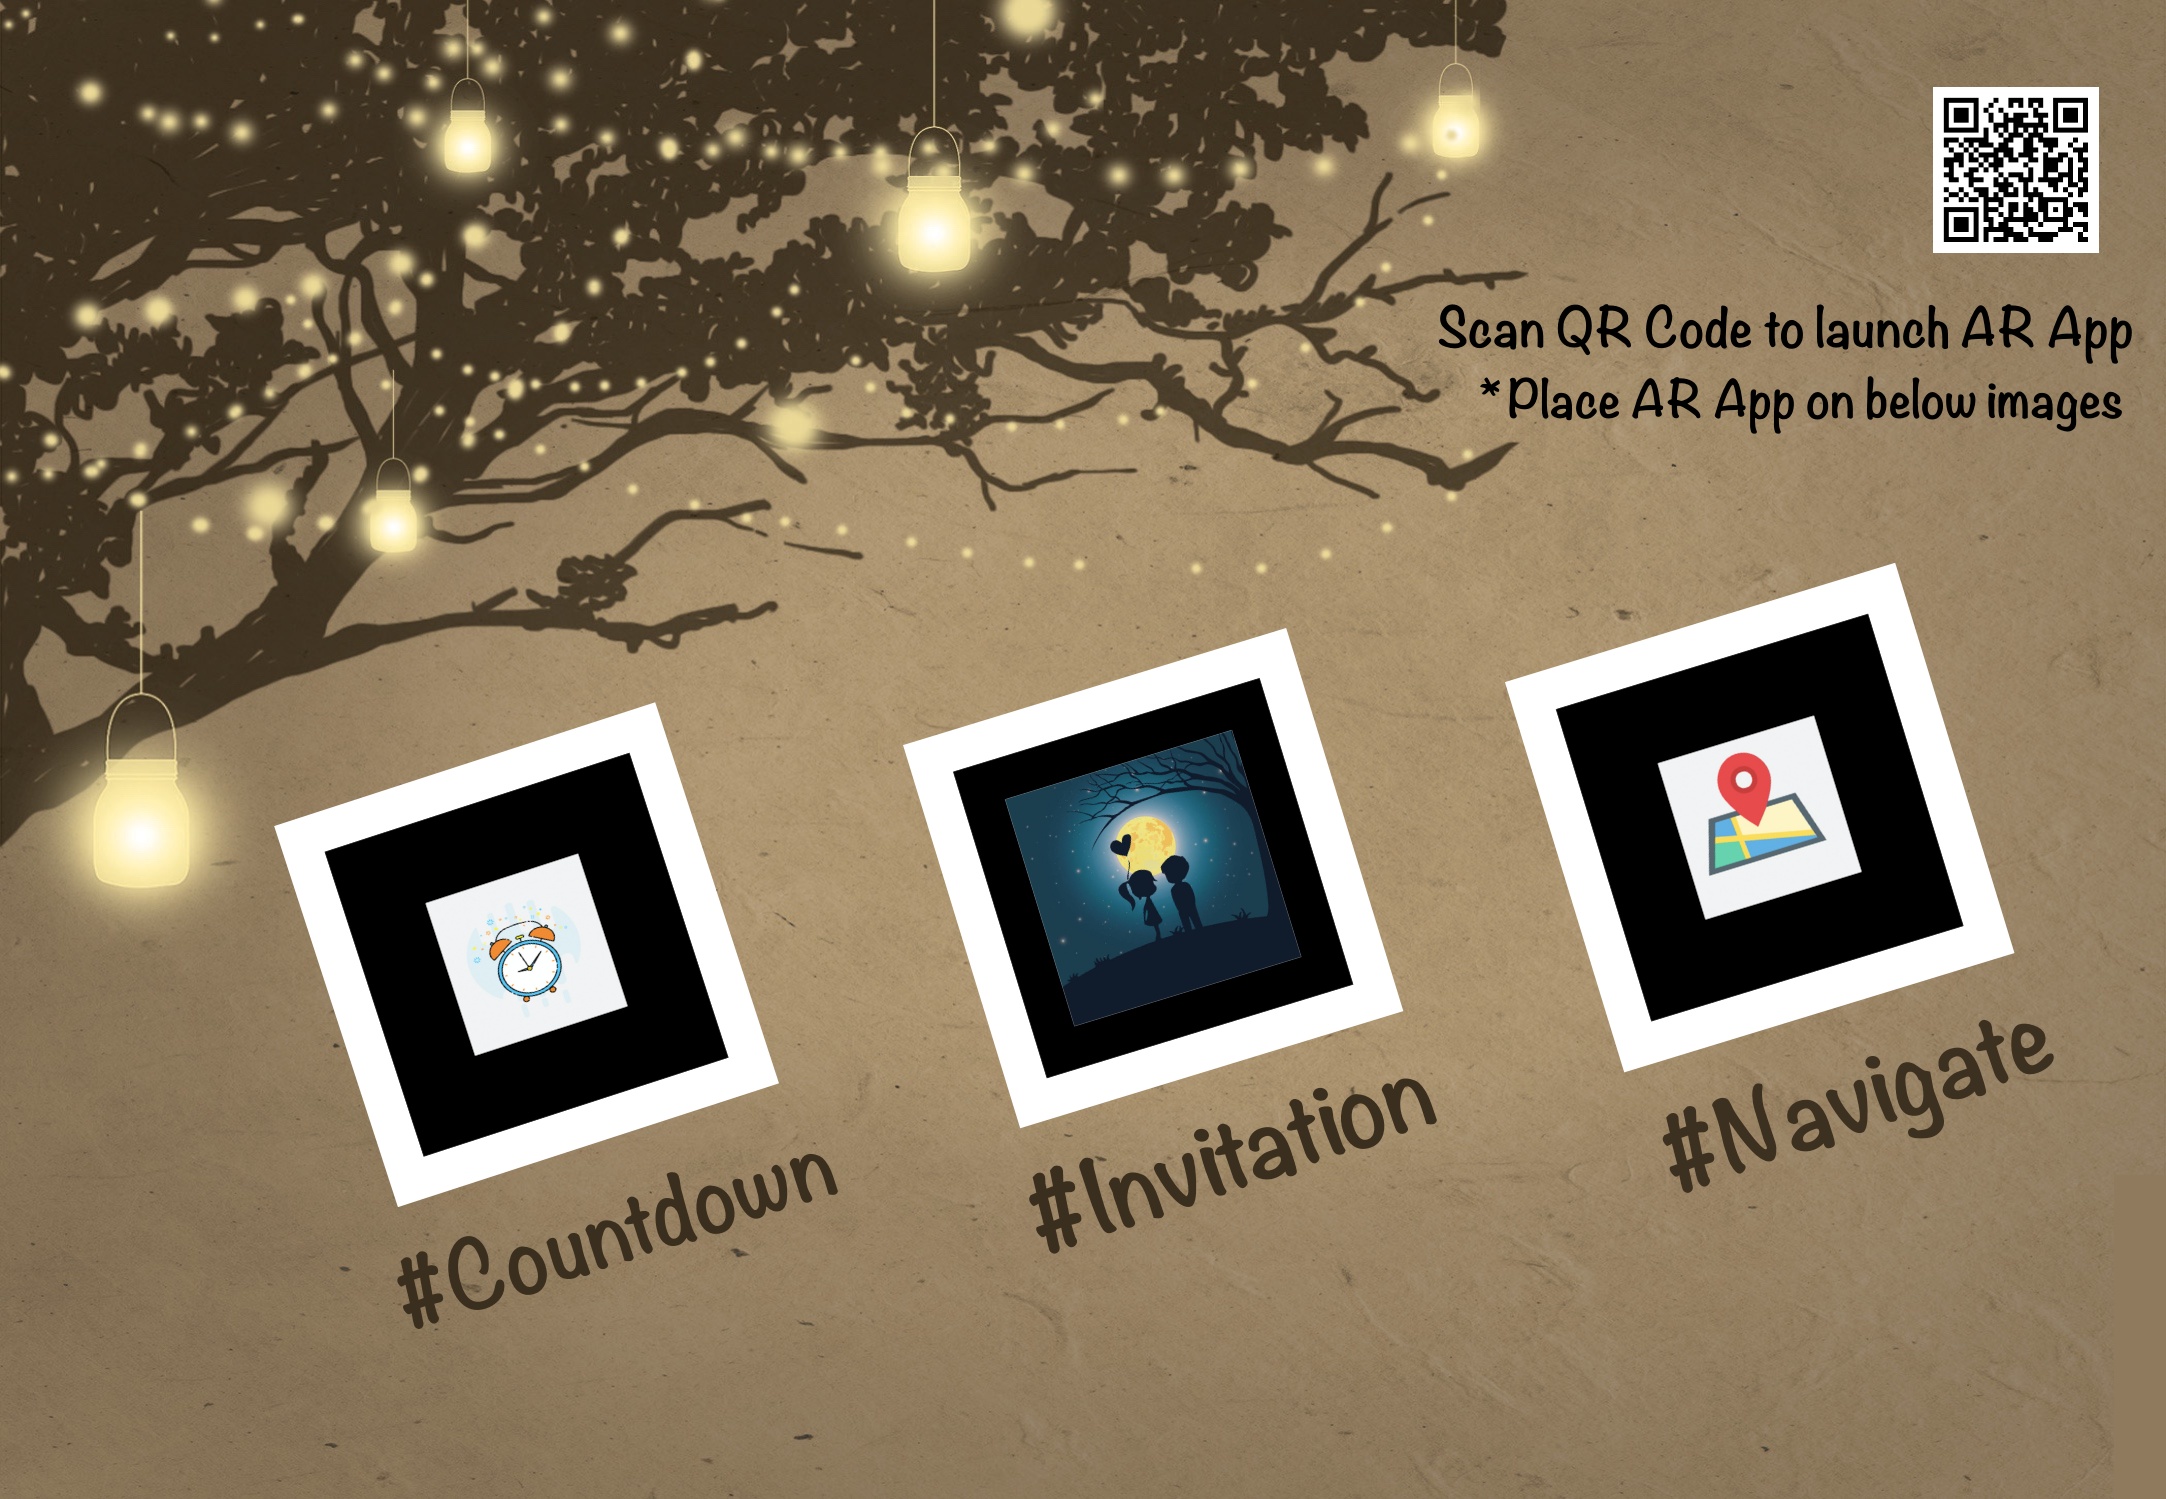 Scan QR Code to launch AR App
*Place AR App on below images
#Countdown
#Invitation
#Navigate